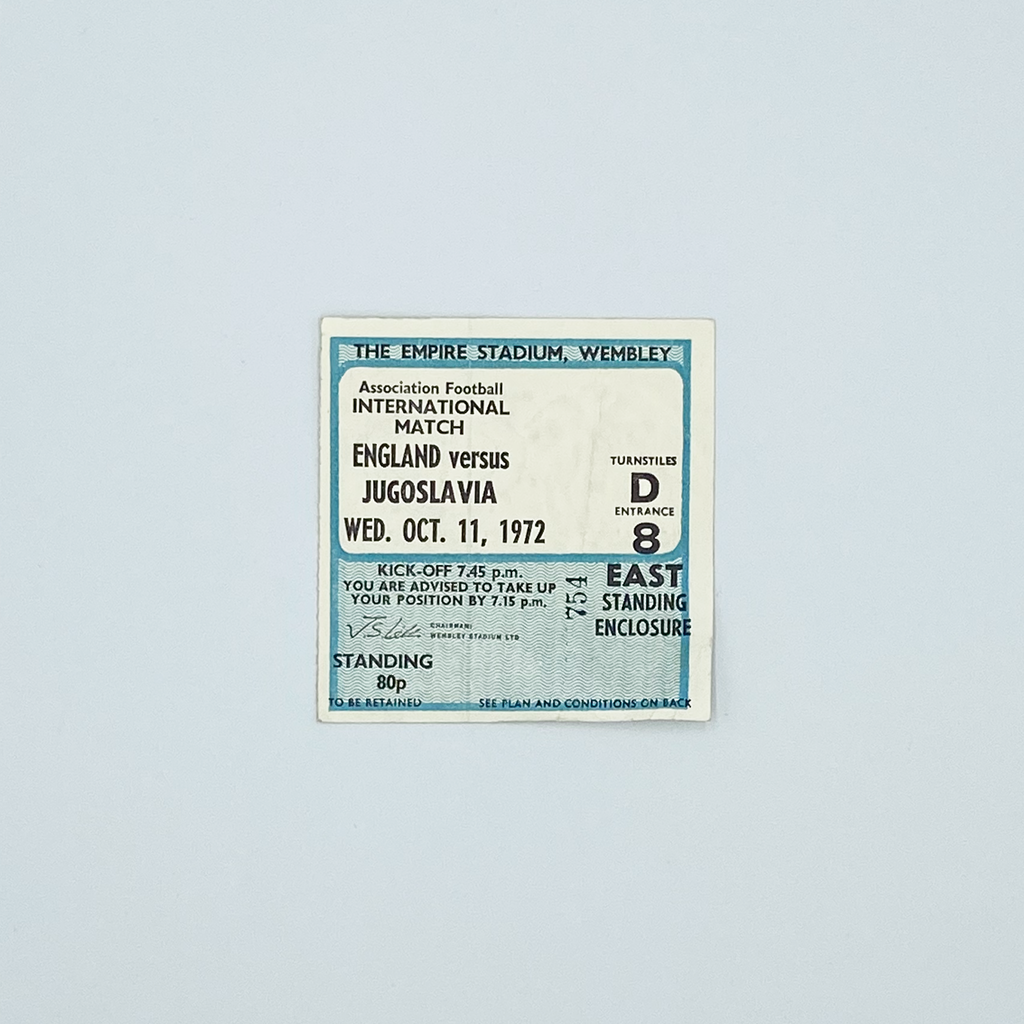 THE EMPIRE STADIUM, WEMBLEY
Association Football
INTERNATIONAL
MATCH
ENGLAND versus
JUGOSLAVIA
WED. OCT. 11, 1972
TURNSTILES
D
ENTRANCE
8
EAST
STANDING
ENCLOSURE
KICK-OFF 7.45 p.m.
YOU ARE ADVISED TO TAKE UP
YOUR POSITION BY 7.15 p.m.
754
CHAIRMAN:
WEMBLEY STADIUM LTD
STANDING
80p
TO BE RETAINED
SEE PLAN AND CONDITIONS ON BACK